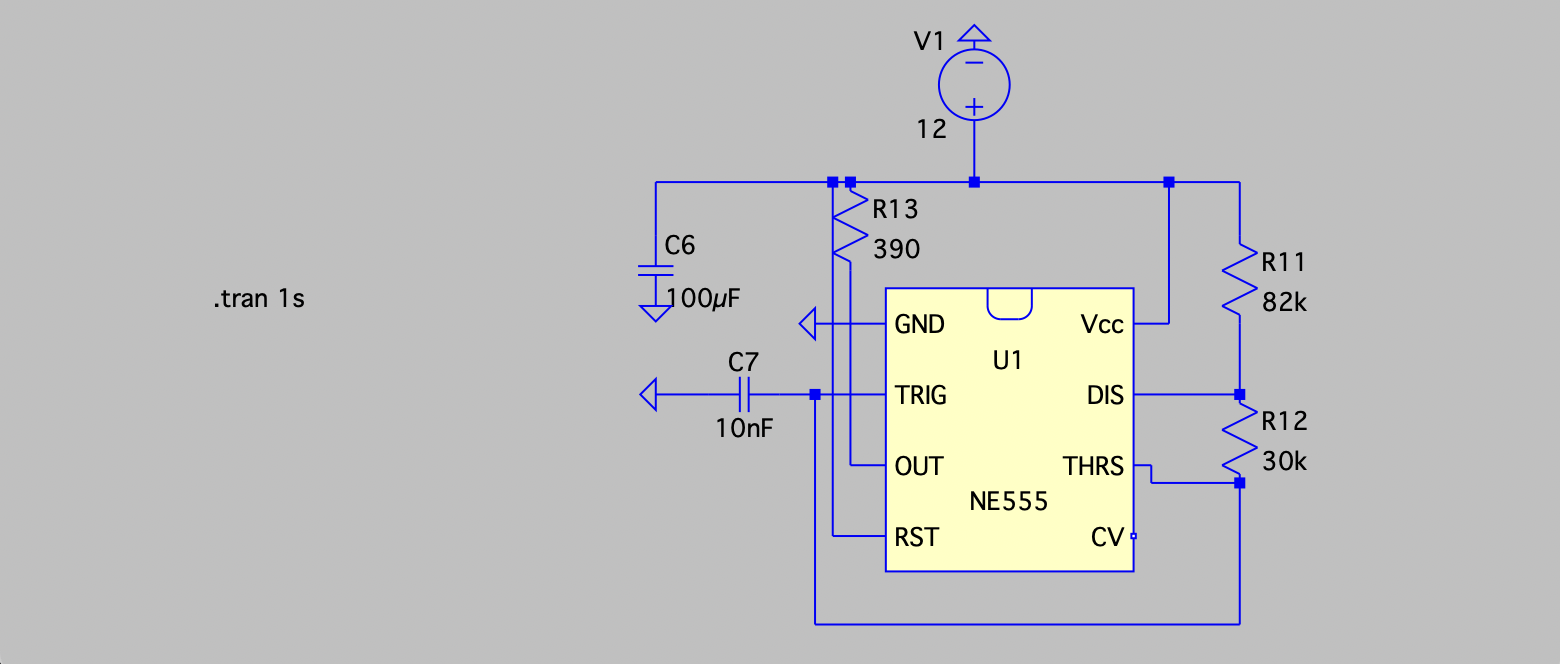 V1
12
R13
390
C6
100µF
R11
82k
.tran 1s
GND
Vcc
U1
C7
10nF
TRIG
DIS
R12
30k
OUT
THRS
NE555
RST
CV